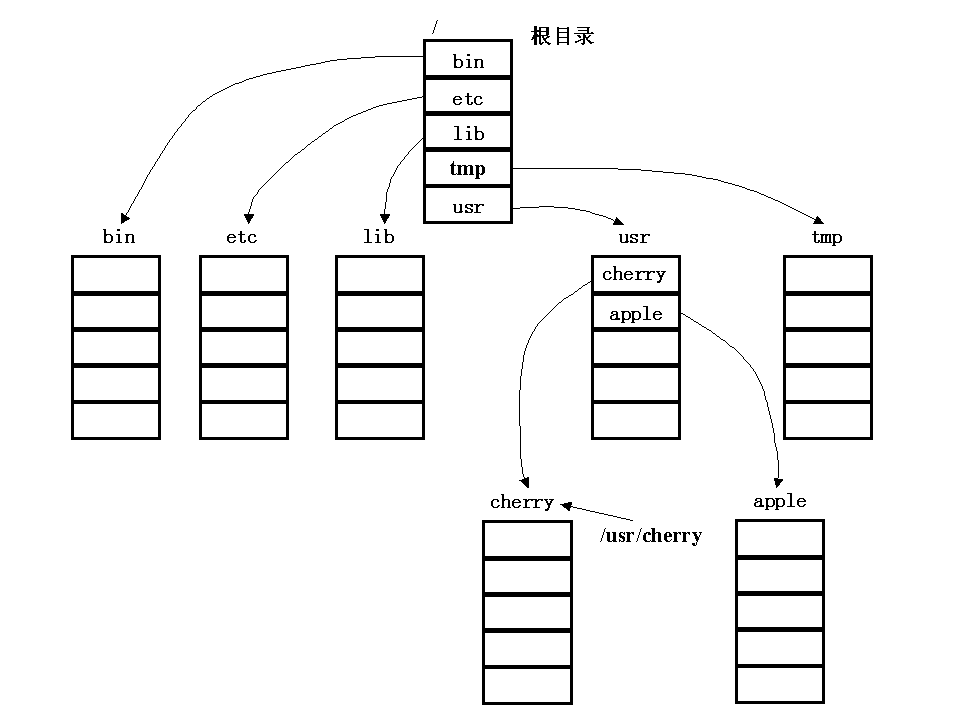 /
根目录
bin
etc
lib
tmp
usr
bin
etc
lib
usr
tmp
cherry
apple
cherry
apple
/usr/cherry